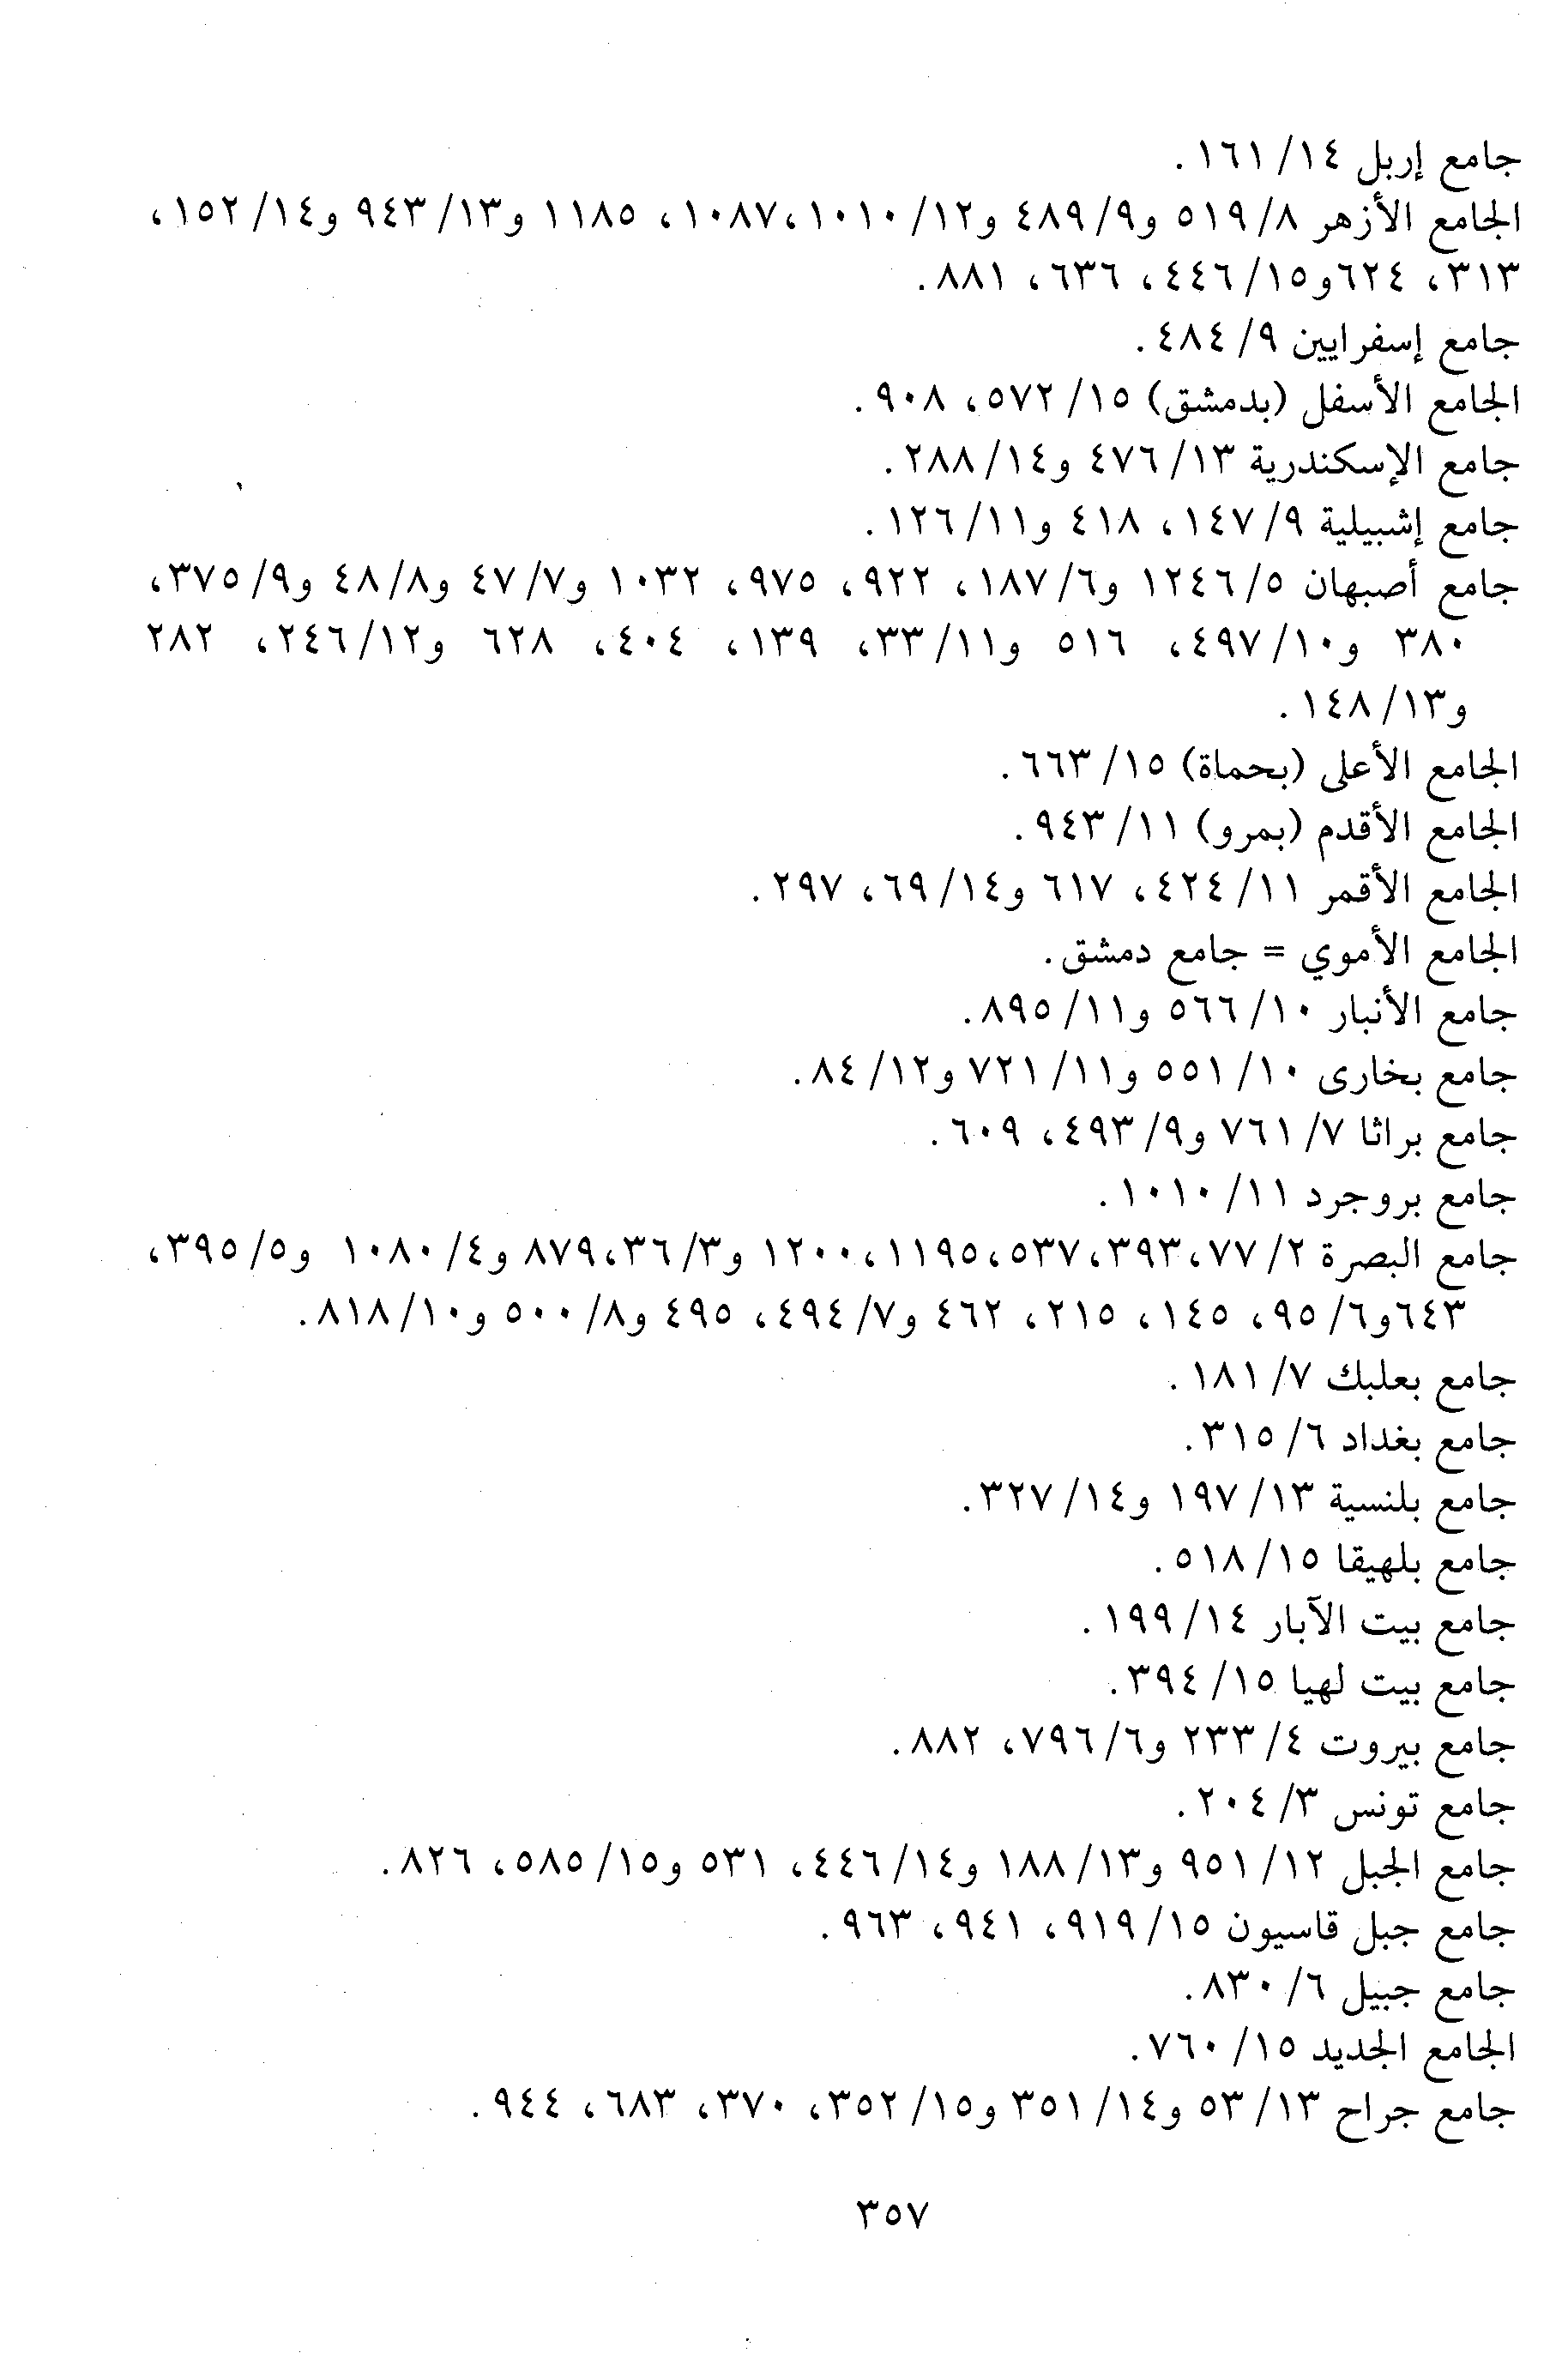 جامع إربل ١٤/ ١٦١.
الجامع الأزهر ٨/ ٥١٩ و٩/ ٤٨٩ و١٢/ ١٠١٠، ١٠٨٧، ١١٨٥ و١٣/ ٩٤٣ و١٤/ ١٥٢،
٣١٣، ٦٢٤ و١٥/ ٤٤٦، ٦٣٦، ٨٨١.
جامع إسفرايين ٩/ ٤٨٤.
الجامع الأسفل (بدمشق) ١٥/ ٥٧٢، ٩٠٨.
جامع الإسكندرية ١٣/ ٤٧٦ و١٤/ ٢٨٨.
جامع إشبيلية ٩/ ١٤٧، ٤١٨ و١١/ ١٢٦.
جامع أصبهان ٥/ ١٢٤٦ و٦/ ١٨٧، ٩٢٢، ٩٧٥، ١٠٣٢ و٧/ ٤٧ و٨/ ٤٨ و٩/ ٣٧٥،
٣٨٠ و١٠/ ٤٩٧، ٥١٦ و١١/ ٣٣، ١٣٩، ٤٠٤، ٦٢٨ و١٢/ ٢٤٦، ٢٨٢
و١٣/ ١٤٨.
الجامع الأعلى (بحماة) ١٥/ ٦٦٣.
الجامع الأقدم (بمرو) ١١/ ٩٤٣.
الجامع الأقمر ١١/ ٤٢٤، ٦١٧ و١٤/ ٦٩، ٢٩٧.
الجامع الأموي = جامع دمشق.
جامع الأنبار ١٠/ ٥٦٦ و١١/ ٨٩٥.
جامع بخارى ١٠/ ٥٥١ و١١/ ٧٢١ و١٢/ ٨٤.
جامع براثا ٧/ ٧٦١ و٩/ ٤٩٣، ٦٠٩.
جامع بروجرد ١١/ ١٠١٠.
جامع البصرة ٢/ ٧٧، ٣٩٣، ٥٣٧، ١١٩٥، ١٢٠٠ و٣/ ٣٦، ٨٧٩ و٤/ ١٠٨٠ و٥/ ٣٩٥،
٦٤٣ و٦/ ٩٥، ١٤٥، ٢١٥، ٤٦٢ و٧/ ٤٩٤، ٤٩٥ و٨/ ٥٠٠ و١٠/ ٨١٨.
جامع بعلبك ٧/ ١٨١.
جامع بغداد ٦/ ٣١٥.
جامع بلنسية ١٣/ ١٩٧ و١٤/ ٣٢٧.
جامع بلهيقا ١٥/ ٥١٨.
جامع بيت الآبار ١٤/ ١٩٩.
جامع بيت لهيا ١٥/ ٣٩٤.
جامع بيروت ٤/ ٢٣٣ و٦/ ٧٩٦، ٨٨٢.
جامع تونس ٣/ ٢٠٤.
جامع الجبل ١٢/ ٩٥١ و١٣/ ١٨٨ و١٤/ ٤٤٦، ٥٣١ و١٥/ ٥٨٥، ٨٢٦.
جامع جبل قاسيون ١٥/ ٩١٩، ٩٤١، ٩٦٣.
جامع جبيل ٦/ ٨٣٠.
الجامع الجديد ١٥/ ٧٦٠.
جامع جراح ١٣/ ٥٣ و١٤/ ٣٥١ و١٥/ ٣٥٢، ٣٧٠، ٦٨٣، ٩٤٤.
٣٥٧